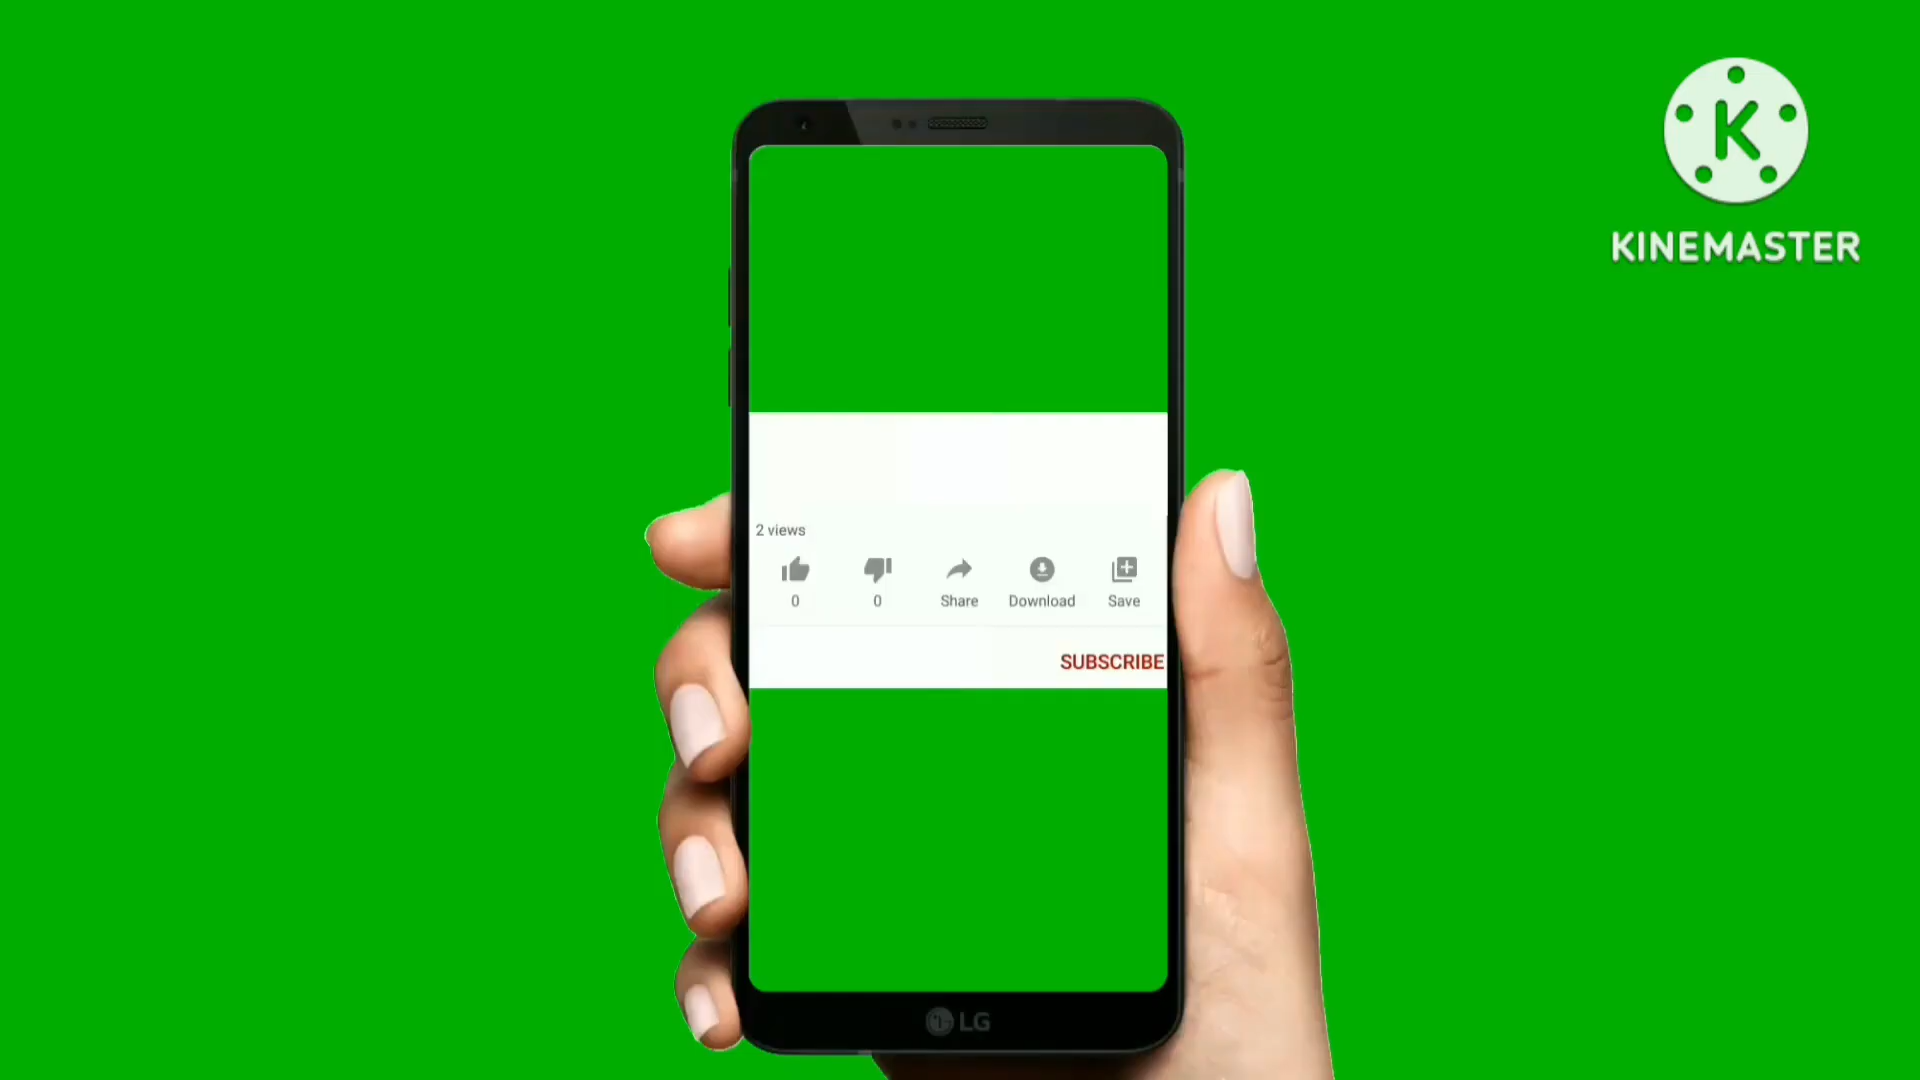 K
KINEMASTER
2 views
0 0 Share Download Save
SUBSCRIBE
LG